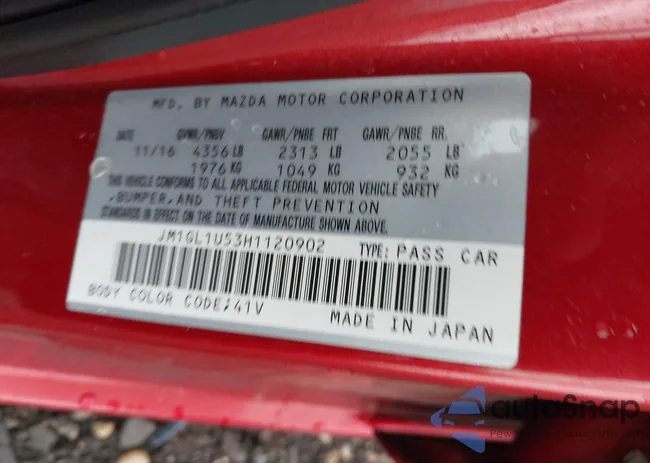 MFD. BY MAZDA MOTOR CORPORATION
DATE GVWR/PNBV GAWR/PNBE FRT GAWR/PNBE RR
11/16 4356 LB 2313 LB 2055 LB
1976 KG 1049 KG 932 KG
THIS VEHICLE CONFORMS TO ALL APPLICABLE FEDERAL MOTOR VEHICLE SAFETY
,BUMPER,AND THEFT PREVENTION
STANDARDS IN EFFECT ON DATE OF MANUFACTURE SHOWN ABOVE.
JM1GL1U53H1120902 TYPE: PASS CAR
BODY COLOR CODE;41V
MADE IN JAPAN
autosnap